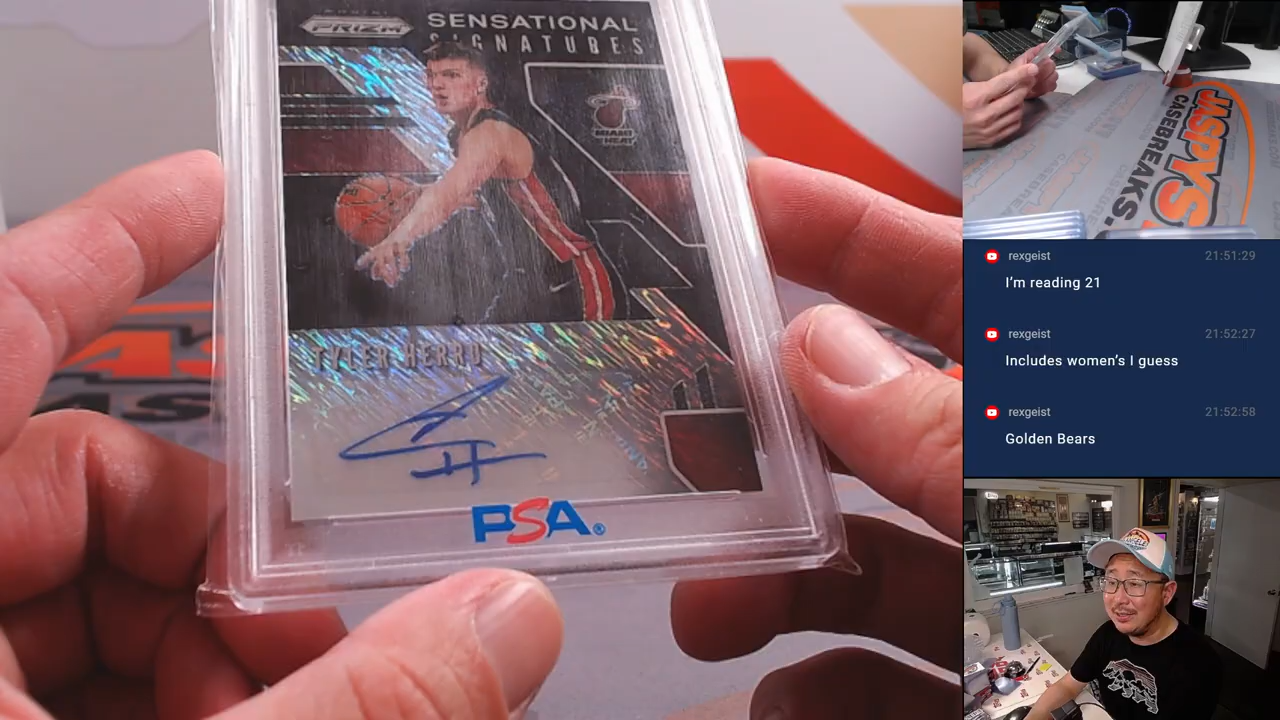 PANINI
PRIZM
SENSATIONAL
SIGNATURES
MIAMI
HEAT
TYLER HERRO
PSA®
JASPYS
CASEBREAKS.
rexgeist 21:51:29
I'm reading 21
rexgeist 21:52:27
Includes women's I guess
rexgeist 21:52:58
Golden Bears